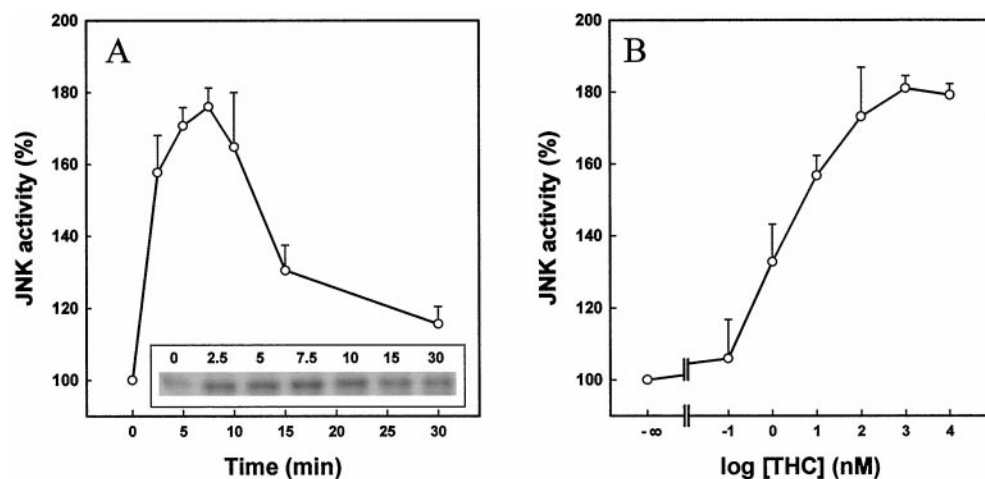 A
JNK activity (%)
200
180
160
140
120
100
0 2.5 5 7.5 10 15 30
0 5 10 15 20 25 30
Time (min)
B
JNK activity (%)
200
180
160
140
120
100
- ∞ -1 0 1 2 3 4
log [THC] (nM)